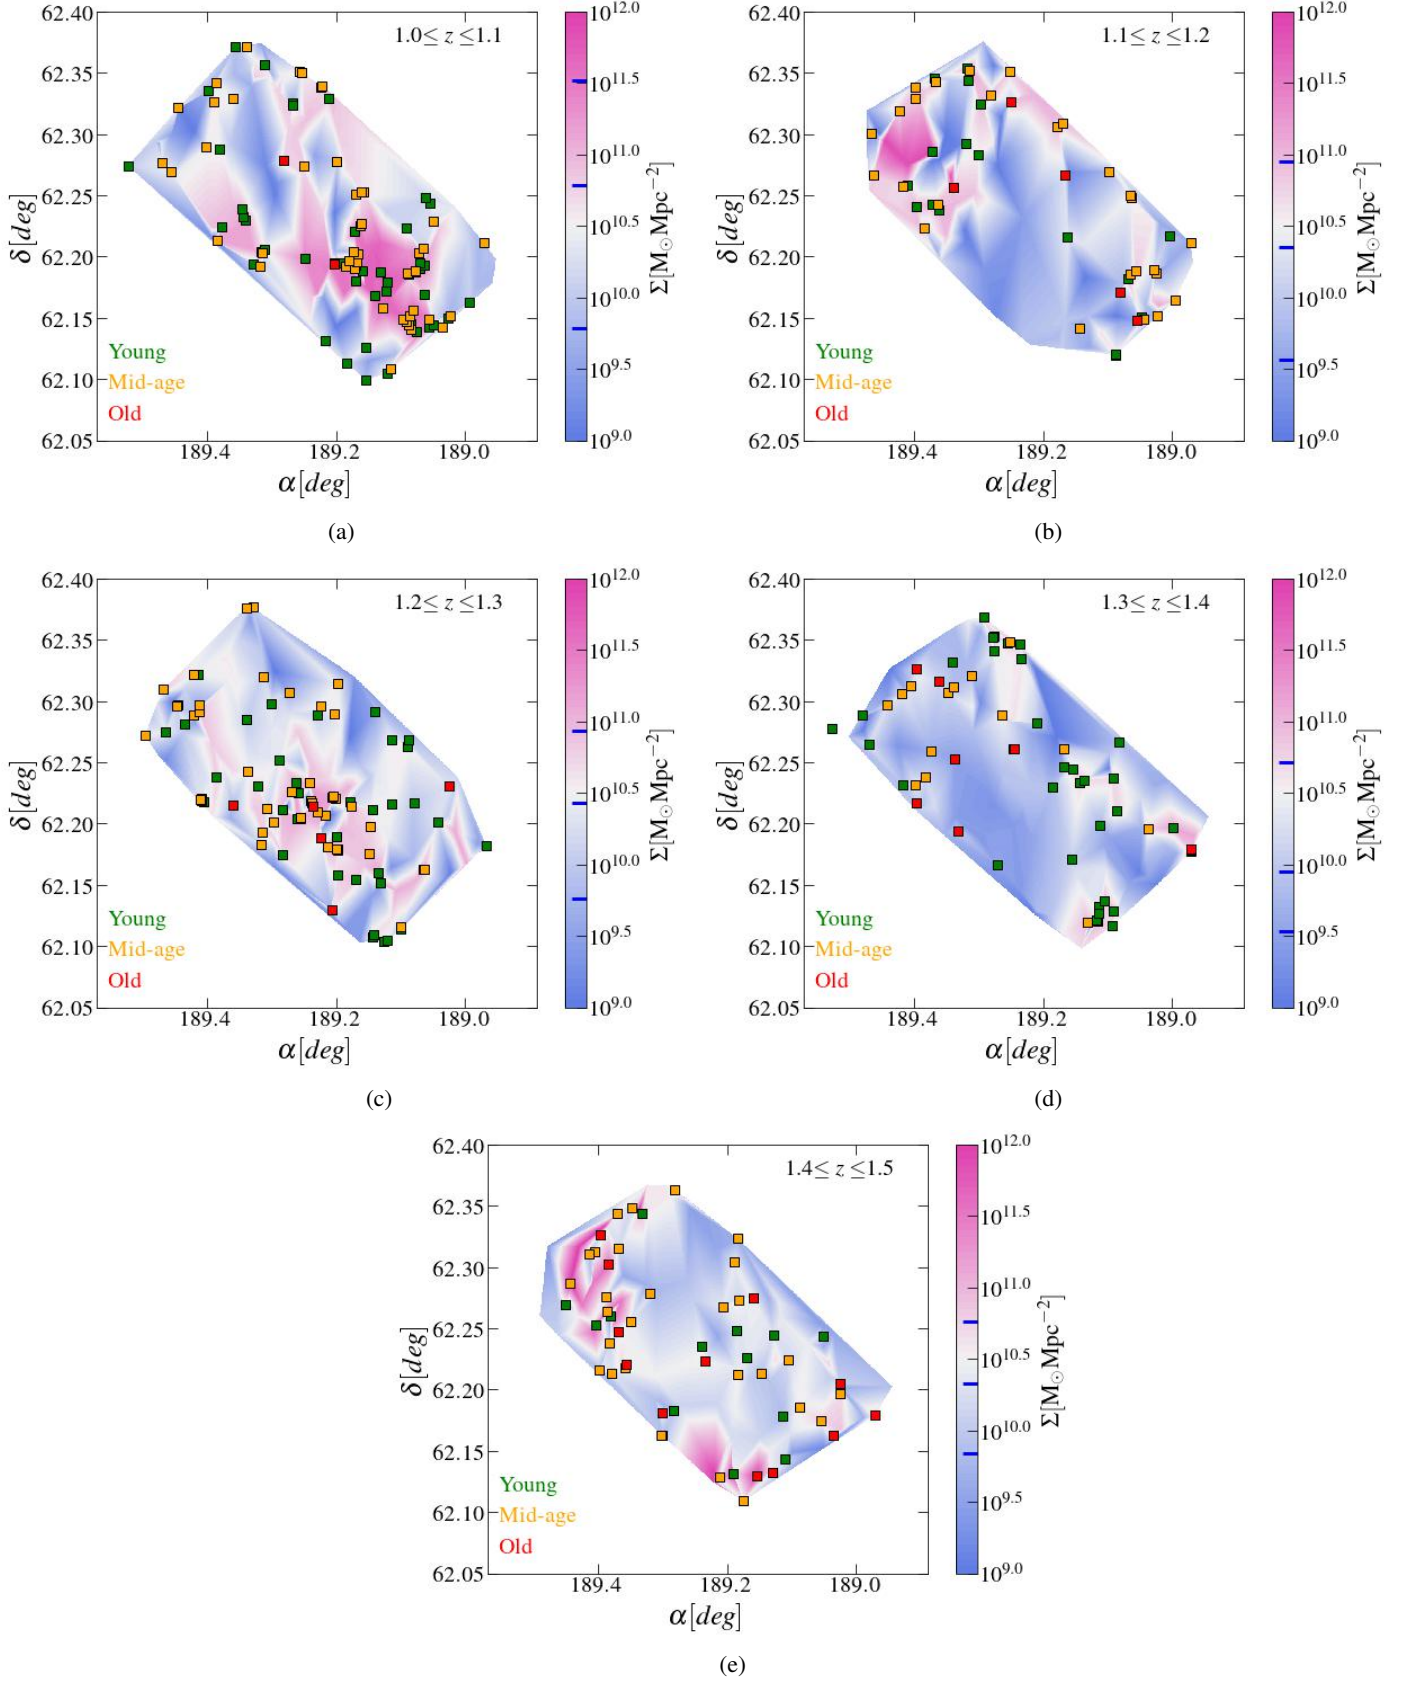 62.40
62.35
62.30
62.25
62.20
62.15
62.10
62.05
δ[deg]
1.0≤ z ≤1.1
Young
Mid-age
Old
189.4 189.2 189.0
α[deg]
10^12.0
10^11.5
10^11.0
10^10.5
10^10.0
10^9.5
10^9.0
Σ[M⊙Mpc⁻²]
(a)
62.40
62.35
62.30
62.25
62.20
62.15
62.10
62.05
δ[deg]
1.1≤ z ≤1.2
Young
Mid-age
Old
189.4 189.2 189.0
α[deg]
10^12.0
10^11.5
10^11.0
10^10.5
10^10.0
10^9.5
10^9.0
Σ[M⊙Mpc⁻²]
(b)
62.40
62.35
62.30
62.25
62.20
62.15
62.10
62.05
δ[deg]
1.2≤ z ≤1.3
Young
Mid-age
Old
189.4 189.2 189.0
α[deg]
10^12.0
10^11.5
10^11.0
10^10.5
10^10.0
10^9.5
10^9.0
Σ[M⊙Mpc⁻²]
(c)
62.40
62.35
62.30
62.25
62.20
62.15
62.10
62.05
δ[deg]
1.3≤ z ≤1.4
Young
Mid-age
Old
189.4 189.2 189.0
α[deg]
10^12.0
10^11.5
10^11.0
10^10.5
10^10.0
10^9.5
10^9.0
Σ[M⊙Mpc⁻²]
(d)
62.40
62.35
62.30
62.25
62.20
62.15
62.10
62.05
δ[deg]
1.4≤ z ≤1.5
Young
Mid-age
Old
189.4 189.2 189.0
α[deg]
10^12.0
10^11.5
10^11.0
10^10.5
10^10.0
10^9.5
10^9.0
Σ[M⊙Mpc⁻²]
(e)